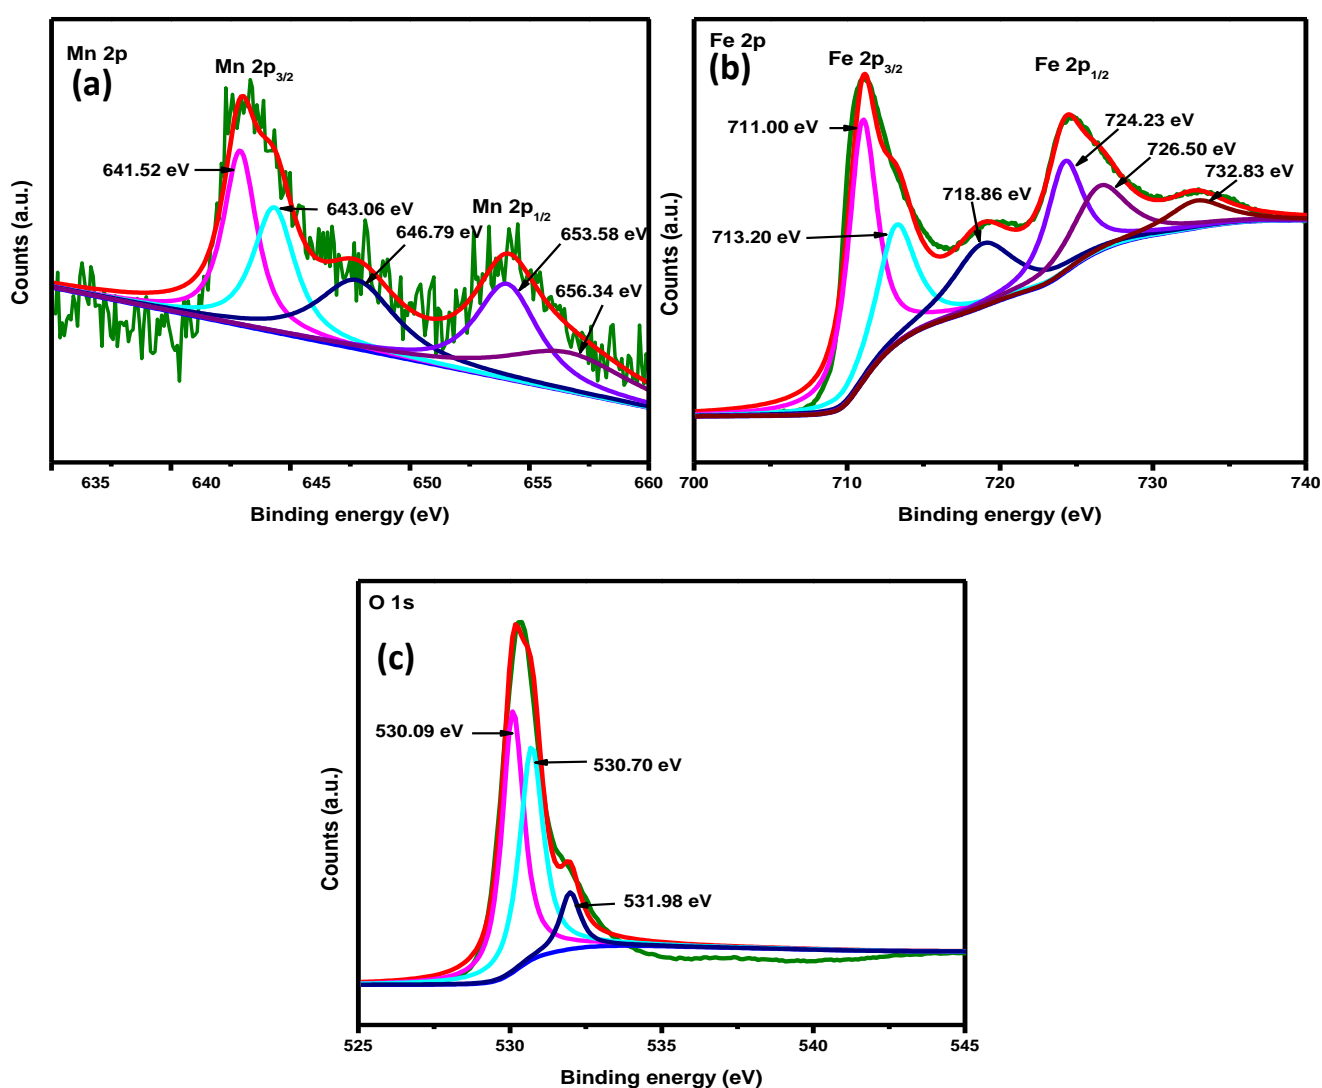 Mn 2p
(a)
Mn 2p3/2
641.52 eV
643.06 eV
646.79 eV
Mn 2p1/2
653.58 eV
656.34 eV
Counts (a.u.)
635 640 645 650 655 660
Binding energy (eV)
Fe 2p
(b)
Fe 2p3/2
Fe 2p1/2
711.00 eV
713.20 eV
718.86 eV
724.23 eV
726.50 eV
732.83 eV
Counts (a.u.)
700 710 720 730 740
Binding energy (eV)
O 1s
(c)
530.09 eV
530.70 eV
531.98 eV
Counts (a.u.)
525 530 535 540 545
Binding energy (eV)